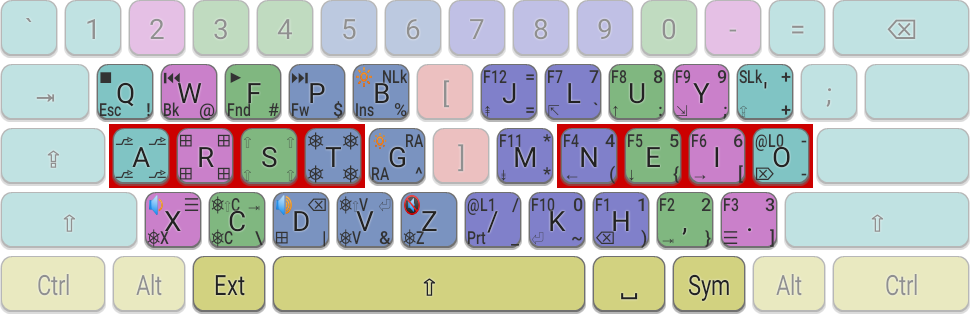 ` 1 2 3 4 5 6 7 8 9 0 - = ⌫
NLk F12 = F7 7 F8 8 F9 9 SLk +
⇥ Q W F P B [ J L U Y ' ;
Esc ! Bk @ Fnd # Fw $ Ins % = ` : ; +
RA F11 * F4 4 F5 5 F6 6 @L0 -
⇪ A R S T G ] M N E I O
RA ^ * ← ( ↓ { → [ ⌦ -
☰ ⇧C ⇥ ⌫ ⇧V ⏎ @L1 / F10 0 F1 1 F2 2 F3 3
⇧ X C D V Z / K H , . ⇧
X C \ | V & Z Prt _ ⏎ ~ ⌫ ) ⇥ } ☰ ]
Ctrl Alt Ext ⇧ ␣ Sym Alt Ctrl